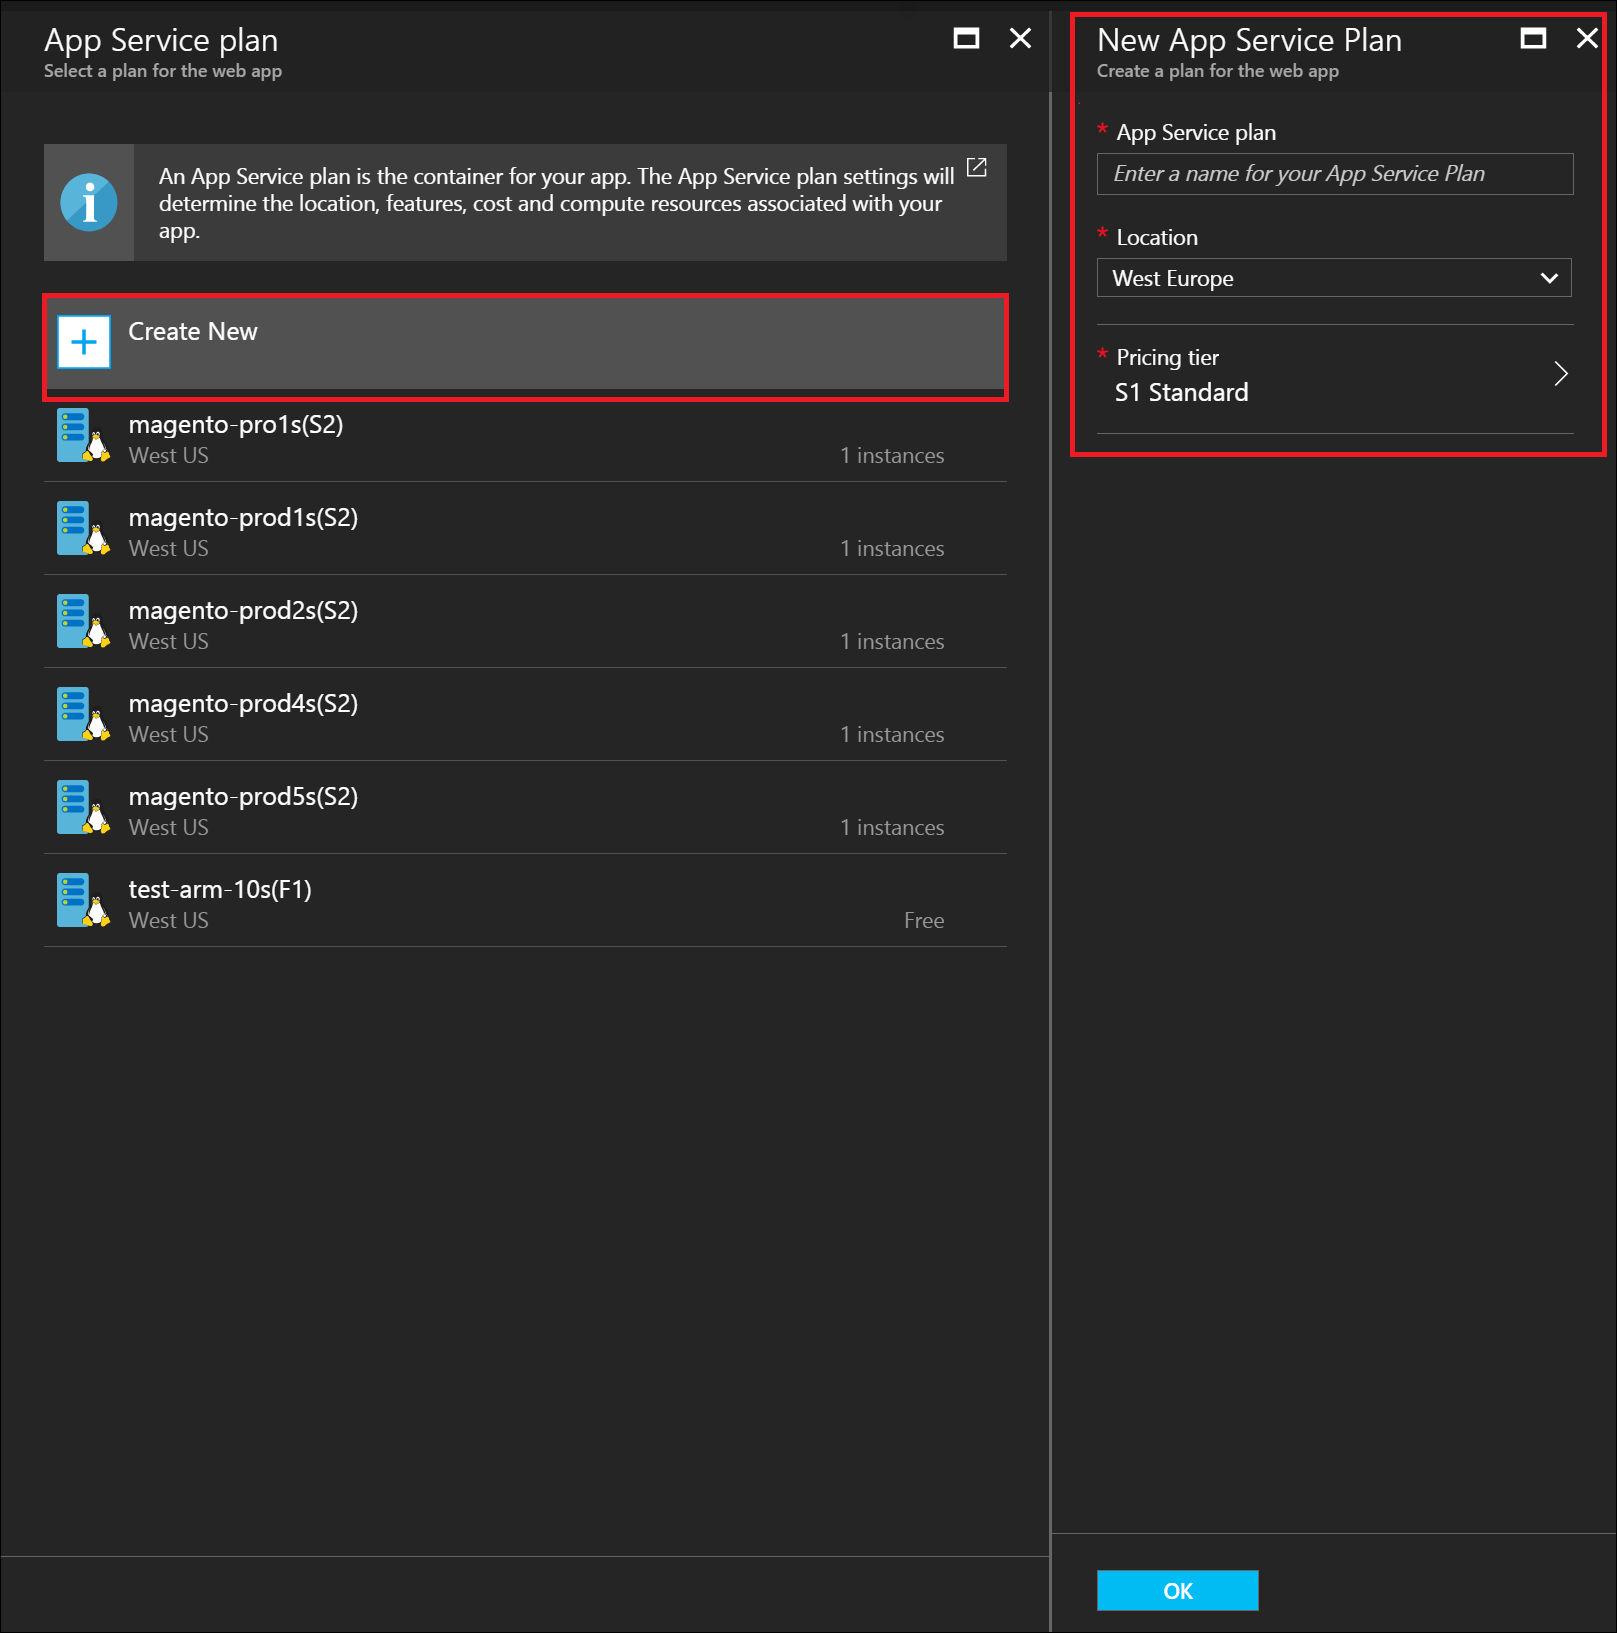 App Service plan
Select a plan for the web app
An App Service plan is the container for your app. The App Service plan settings will
determine the location, features, cost and compute resources associated with your
app.
Create New
magento-pro1s(S2)
West US
1 instances
magento-prod1s(S2)
West US
1 instances
magento-prod2s(S2)
West US
1 instances
magento-prod4s(S2)
West US
1 instances
magento-prod5s(S2)
West US
1 instances
test-arm-10s(F1)
West US
Free
New App Service Plan
Create a plan for the web app
* App Service plan
Enter a name for your App Service Plan
* Location
West Europe
* Pricing tier
S1 Standard
OK